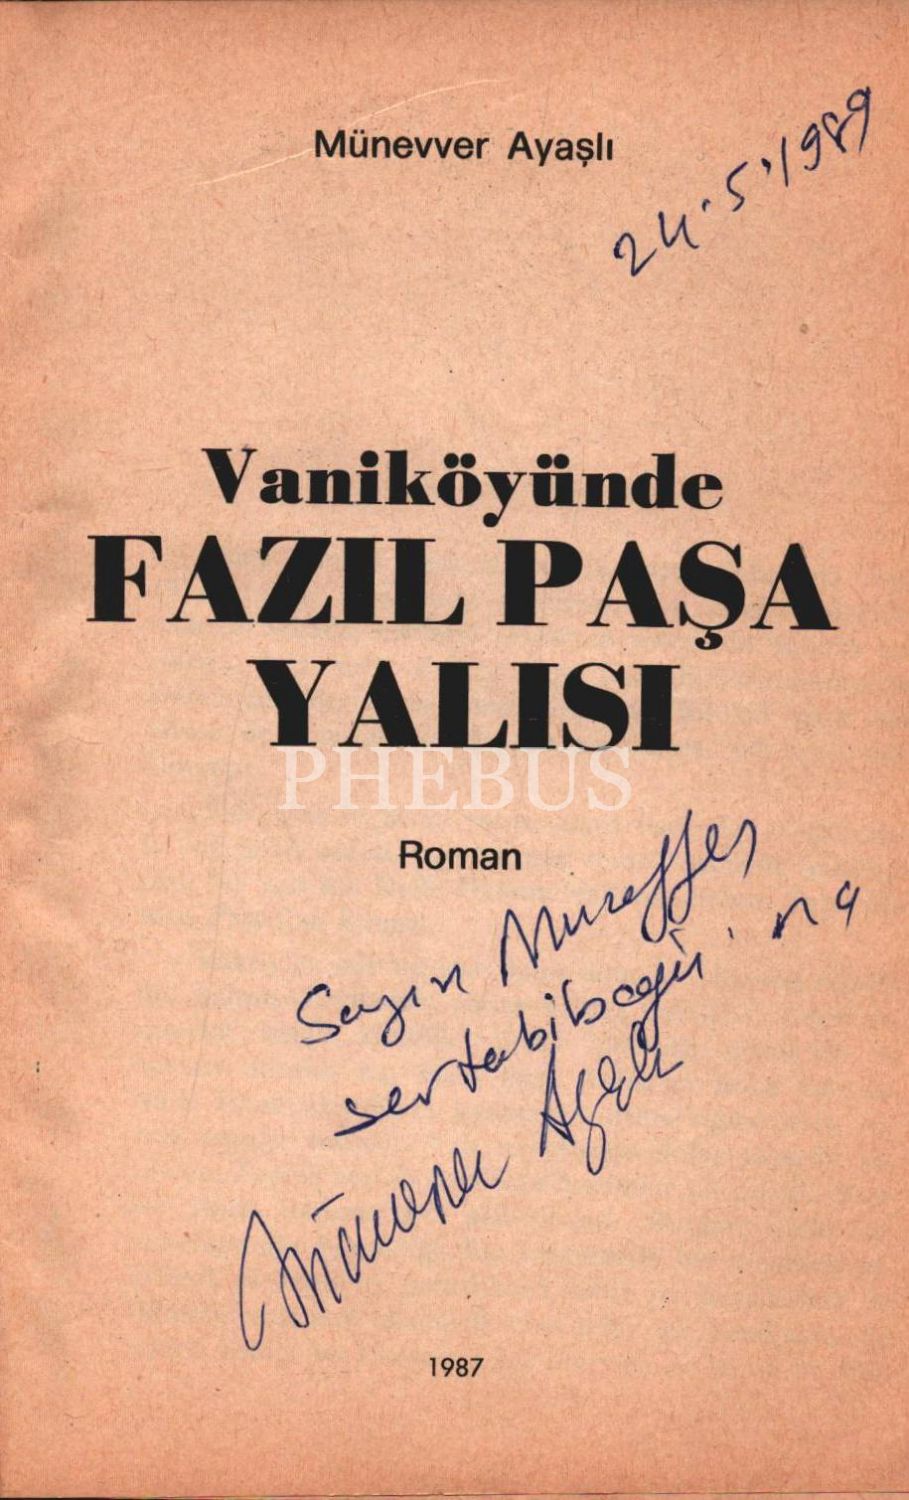 Münevver Ayaşlı
24.5.1989
Vaniköyünde
FAZIL PAŞA
YALISI
PHEBUS
Roman
Sayın Muzaffer
sertabiboğlu'na
Münevver Ayaşlı
1987